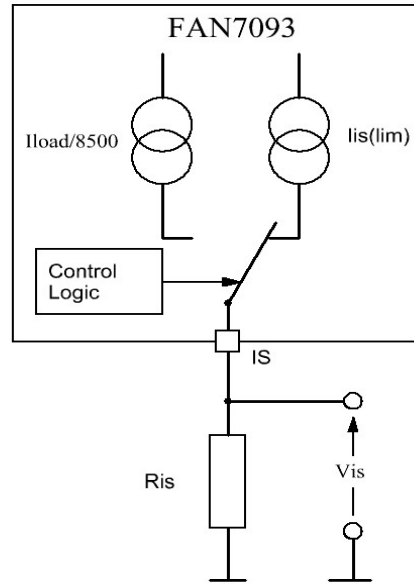 FAN7093
Iload/8500
Iis(lim)
Control
Logic
IS
Ris
Vis